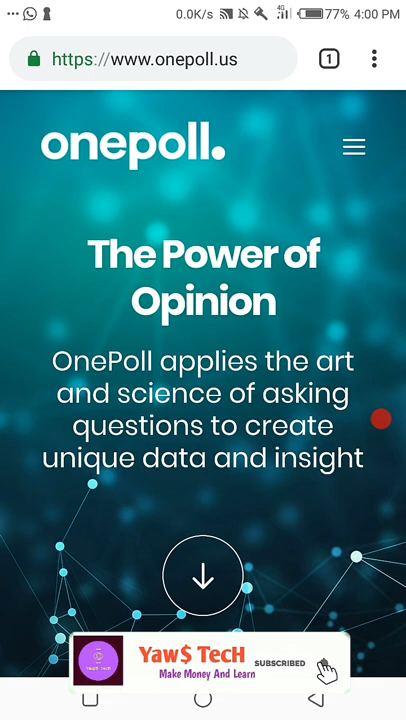 0.0K/s 4G 77% 4:00 PM
https://www.onepoll.us
1
onepoll.
The Power of
Opinion
OnePoll applies the art
and science of asking
questions to create
unique data and insight
Yaw$ TecH
SUBSCRIBED
Make Money And Learn